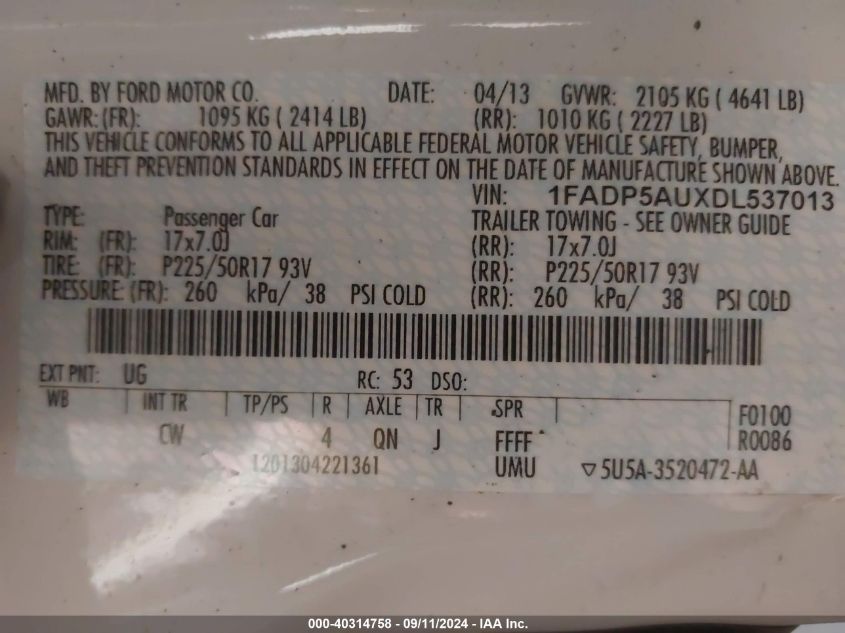 MFD. BY FORD MOTOR CO. DATE: 04/13 GVWR: 2105 KG ( 4641 LB)
GAWR: (FR): 1095 KG ( 2414 LB) (RR): 1010 KG ( 2227 LB)
THIS VEHICLE CONFORMS TO ALL APPLICABLE FEDERAL MOTOR VEHICLE SAFETY, BUMPER,
AND THEFT PREVENTION STANDARDS IN EFFECT ON THE DATE OF MANUFACTURE SHOWN ABOVE.
VIN: 1FADP5AUXDL537013
TYPE: Passenger Car TRAILER TOWING - SEE OWNER GUIDE
RIM: (FR): 17x7.0J (RR): 17x7.0J
TIRE: (FR): P225/50R17 93V (RR): P225/50R17 93V
PRESSURE: (FR): 260 kPa/ 38 PSI COLD (RR): 260 kPa/ 38 PSI COLD
EXT PNT: UG RC: 53 DSO:
WB INT TR TP/PS R AXLE TR SPR F0100
CW 4 QN J FFFF R0086
1201304221361 UMU ▽5U5A-3520472-AA
000-40314758 - 09/11/2024 - IAA Inc.